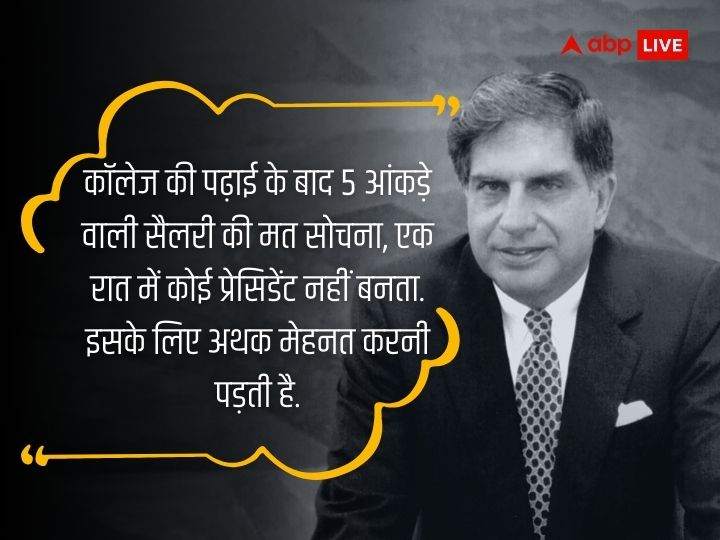 abp LIVE
कॉलेज की पढ़ाई के बाद 5 आंकड़े
वाली सैलरी की मत सोचना, एक
रात में कोई प्रेसिडेंट नहीं बनता.
इसके लिए अथक मेहनत करनी
पड़ती है.